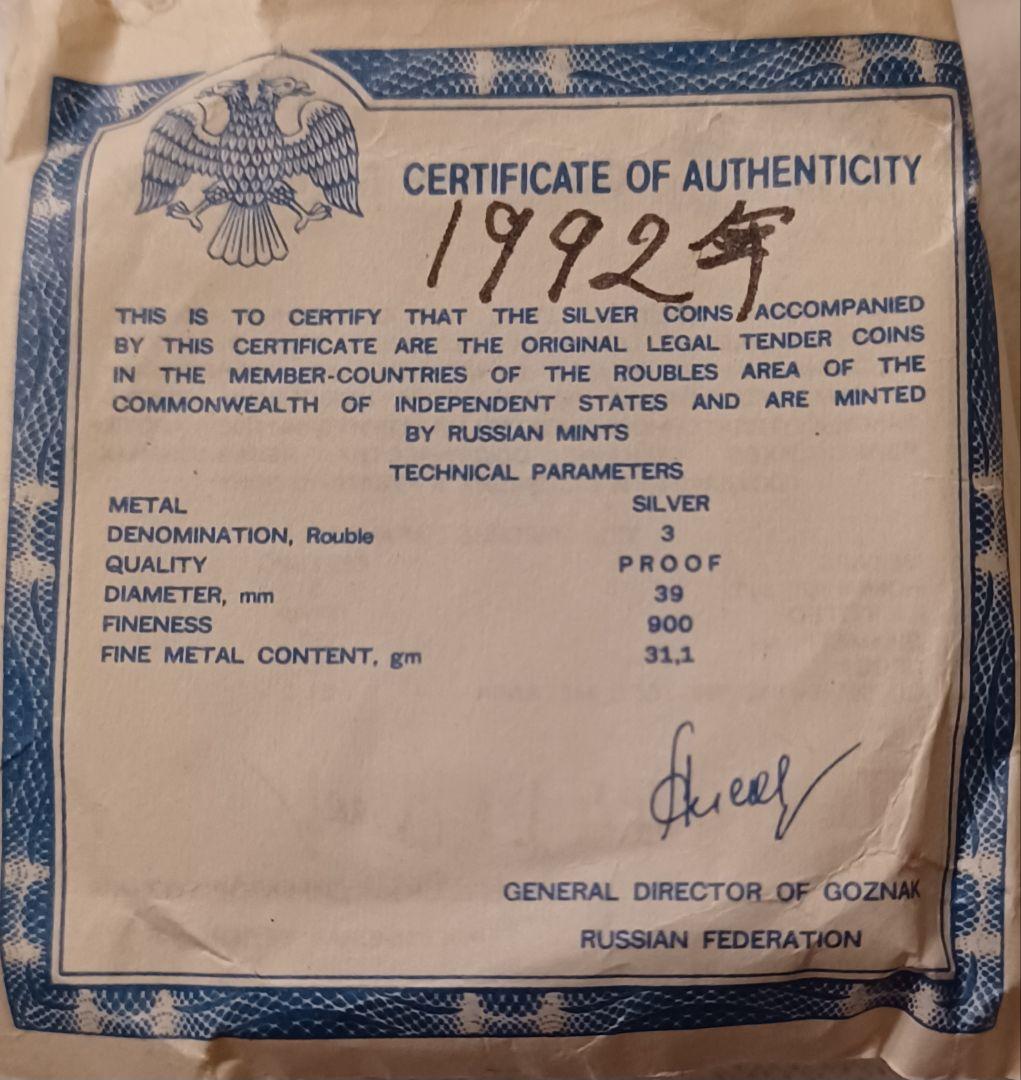 CERTIFICATE OF AUTHENTICITY
1992年
THIS IS TO CERTIFY THAT THE SILVER COINS ACCOMPANIED
BY THIS CERTIFICATE ARE THE ORIGINAL LEGAL TENDER COINS
IN THE MEMBER-COUNTRIES OF THE ROUBLES AREA OF THE
COMMONWEALTH OF INDEPENDENT STATES AND ARE MINTED
BY RUSSIAN MINTS
TECHNICAL PARAMETERS
METAL SILVER
DENOMINATION, Rouble 3
QUALITY PROOF
DIAMETER, mm 39
FINENESS 900
FINE METAL CONTENT, gm 31,1
GENERAL DIRECTOR OF GOZNAK
RUSSIAN FEDERATION